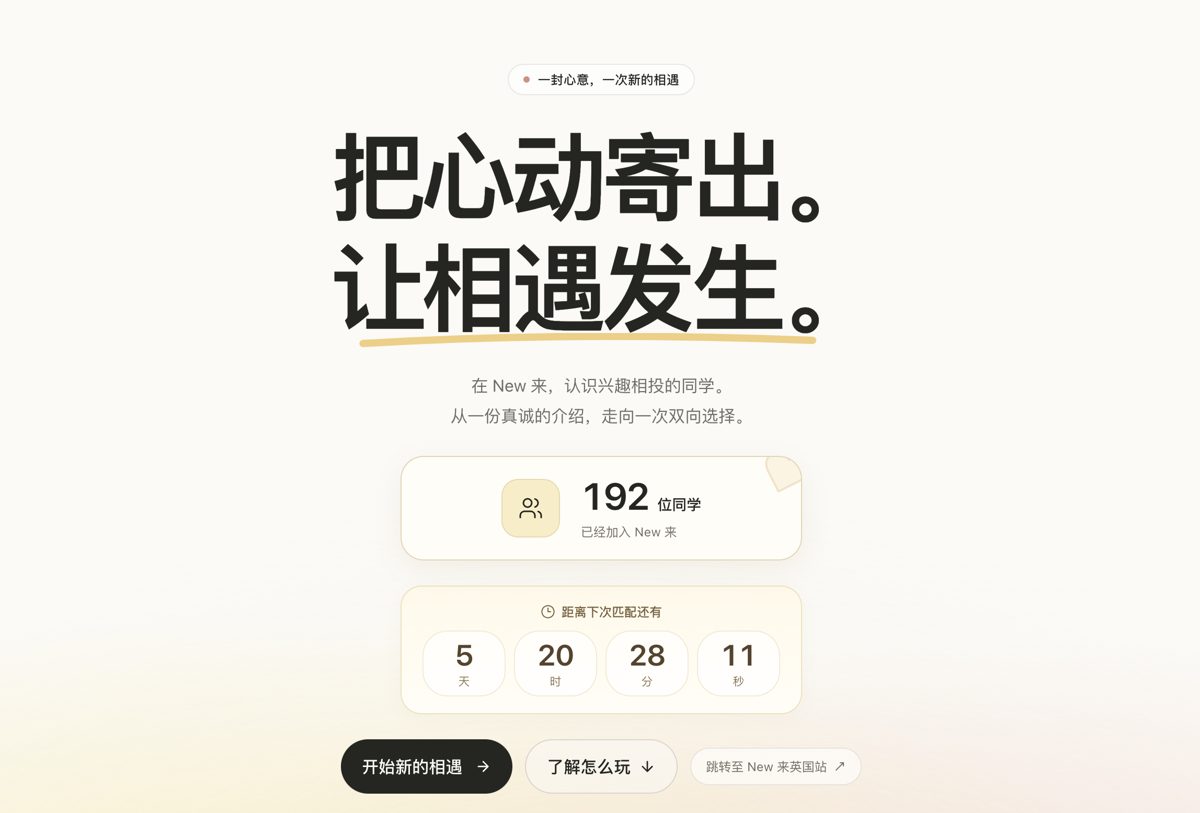 一封心意，一次新的相遇
把心动寄出。
让相遇发生。
在 New 来，认识兴趣相投的同学。
从一份真诚的介绍，走向一次双向选择。
192 位同学
已经加入 New 来
距离下次匹配还有
5 20 28 11
天 时 分 秒
开始新的相遇 → 了解怎么玩 ↓ 跳转至 New 来英国站 ↗